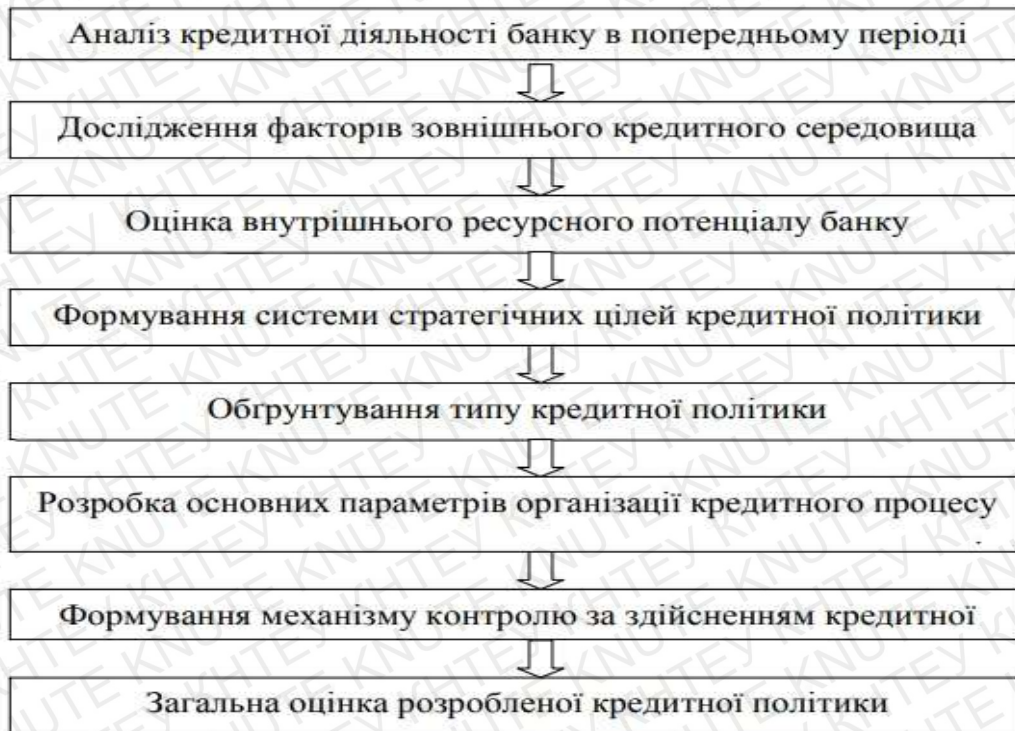 Аналіз кредитної діяльності банку в попередньому періоді
Дослідження факторів зовнішнього кредитного середовища
Оцінка внутрішнього ресурсного потенціалу банку
Формування системи стратегічних цілей кредитної політики
Обґрунтування типу кредитної політики
Розробка основних параметрів організації кредитного процесу
Формування механізму контролю за здійсненням кредитної
Загальна оцінка розробленої кредитної політики